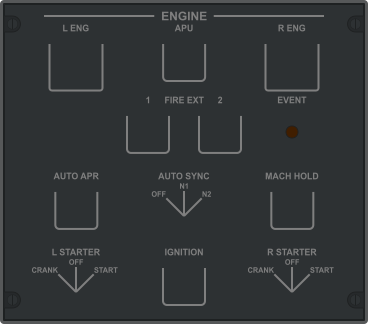 ENGINE
L ENG APU R ENG
1 FIRE EXT 2 EVENT
AUTO APR AUTO SYNC MACH HOLD
N1
OFF N2
L STARTER IGNITION R STARTER
OFF OFF
CRANK START CRANK START